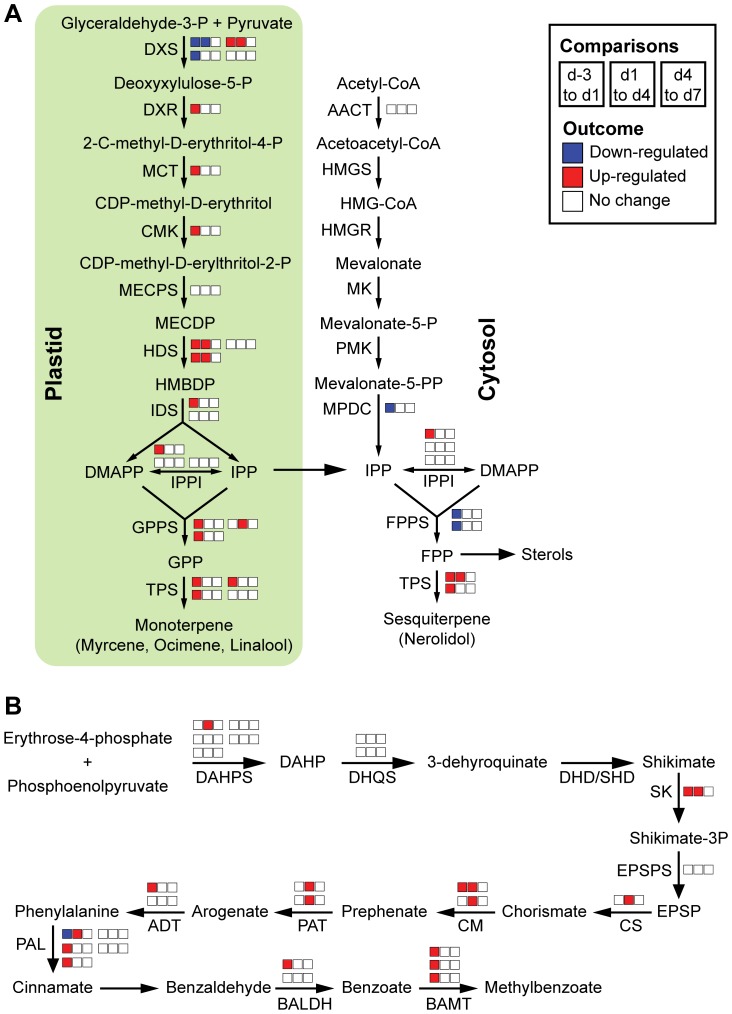 A
Glyceraldehyde-3-P + Pyruvate
DXS
Deoxyxylulose-5-P
DXR
2-C-methyl-D-erythritol-4-P
MCT
CDP-methyl-D-erythritol
CMK
CDP-methyl-D-erylthritol-2-P
MECPS
MECDP
HDS
HMBDP
IDS
DMAPP
IPPI
IPP
GPPS
GPP
TPS
Monoterpene
(Myrcene, Ocimene, Linalool)
Plastid
Acetyl-CoA
AACT
Acetoacetyl-CoA
HMGS
HMG-CoA
HMGR
Mevalonate
MK
Mevalonate-5-P
PMK
Mevalonate-5-PP
MPDC
IPP
IPPI
DMAPP
FPPS
FPP
Sterols
TPS
Sesquiterpene
(Nerolidol)
Cytosol
Comparisons
d-3 to d1
d1 to d4
d4 to d7
Outcome
Down-regulated
Up-regulated
No change
B
Erythrose-4-phosphate
+
Phosphoenolpyruvate
DAHPS
DAHP
DHQS
3-dehyroquinate
DHD/SHD
Shikimate
SK
Shikimate-3P
EPSPS
EPSP
CS
Chorismate
CM
Prephenate
PAT
Arogenate
ADT
Phenylalanine
PAL
Cinnamate
Benzaldehyde
BALDH
Benzoate
BAMT
Methylbenzoate